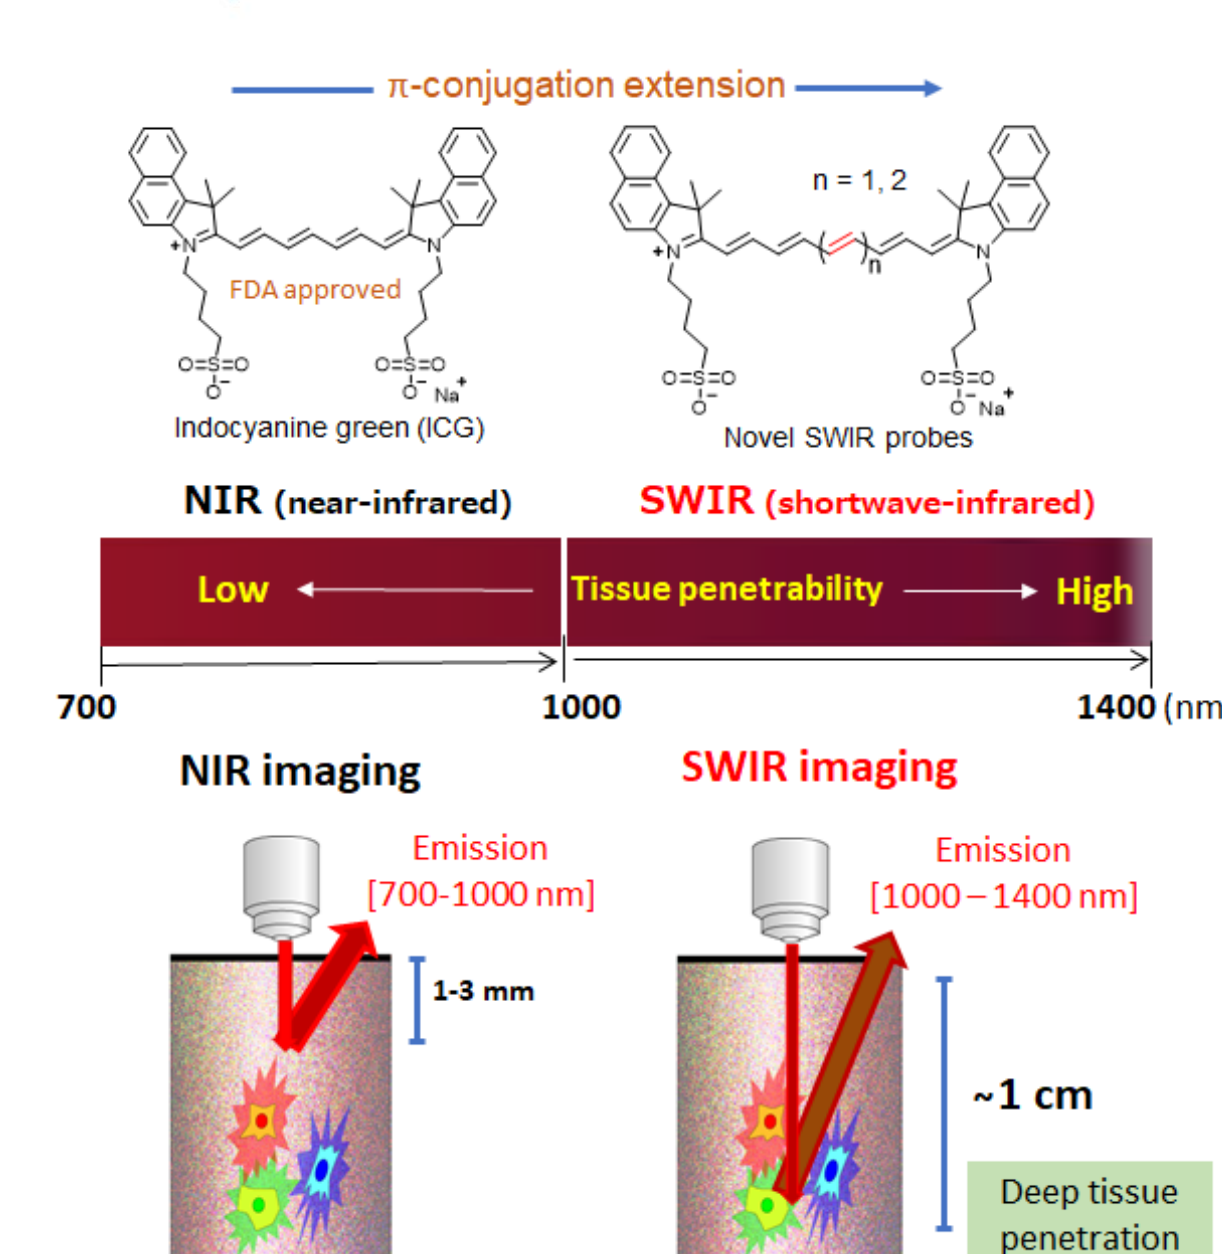 π-conjugation extension
n = 1, 2
+N
N
+N
n
N
FDA approved
O=S=O
O−
O=S=O
O− Na+
O=S=O
O−
O=S=O
O− Na+
Indocyanine green (ICG)
Novel SWIR probes
NIR (near-infrared)
SWIR (shortwave-infrared)
Low
Tissue penetrability
High
700
1000
1400 (nm
NIR imaging
SWIR imaging
Emission
[700-1000 nm]
Emission
[1000 – 1400 nm]
1-3 mm
~1 cm
Deep tissue
penetration